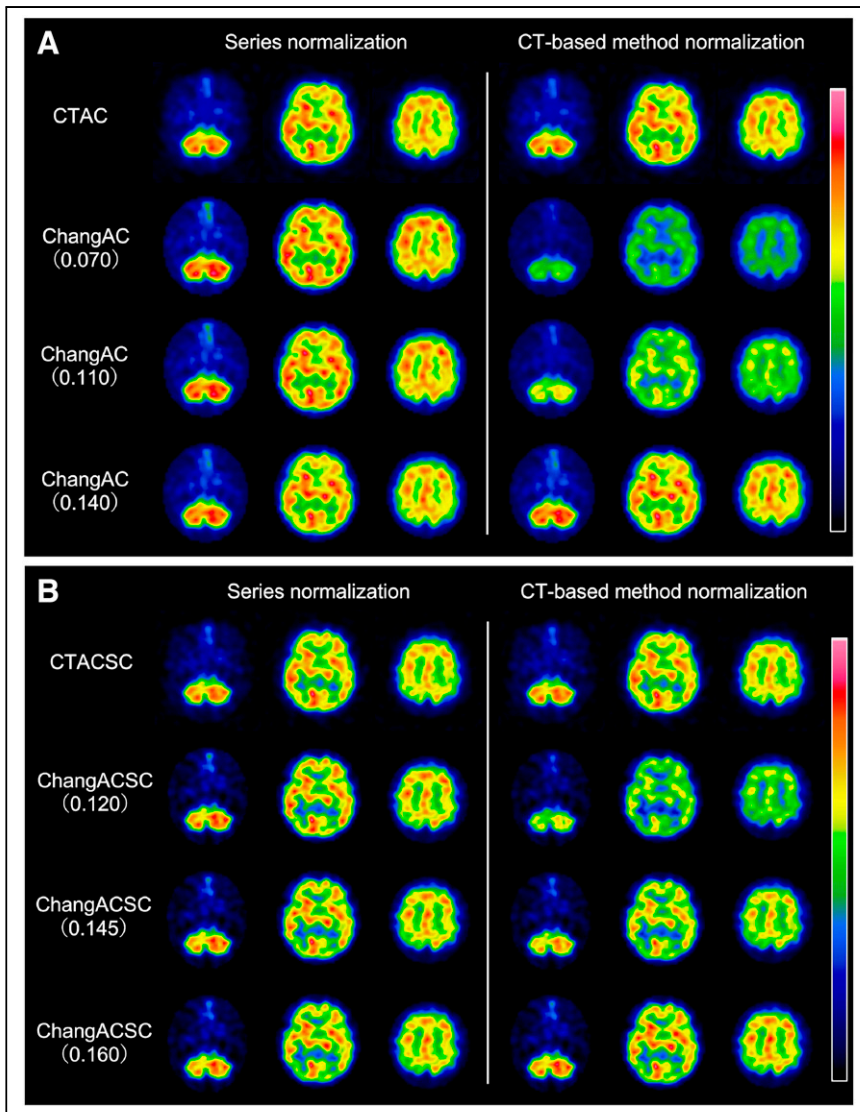 A
Series normalization
CT-based method normalization
CTAC
ChangAC
(0.070)
ChangAC
(0.110)
ChangAC
(0.140)
B
Series normalization
CT-based method normalization
CTACSC
ChangACSC
(0.120)
ChangACSC
(0.145)
ChangACSC
(0.160)